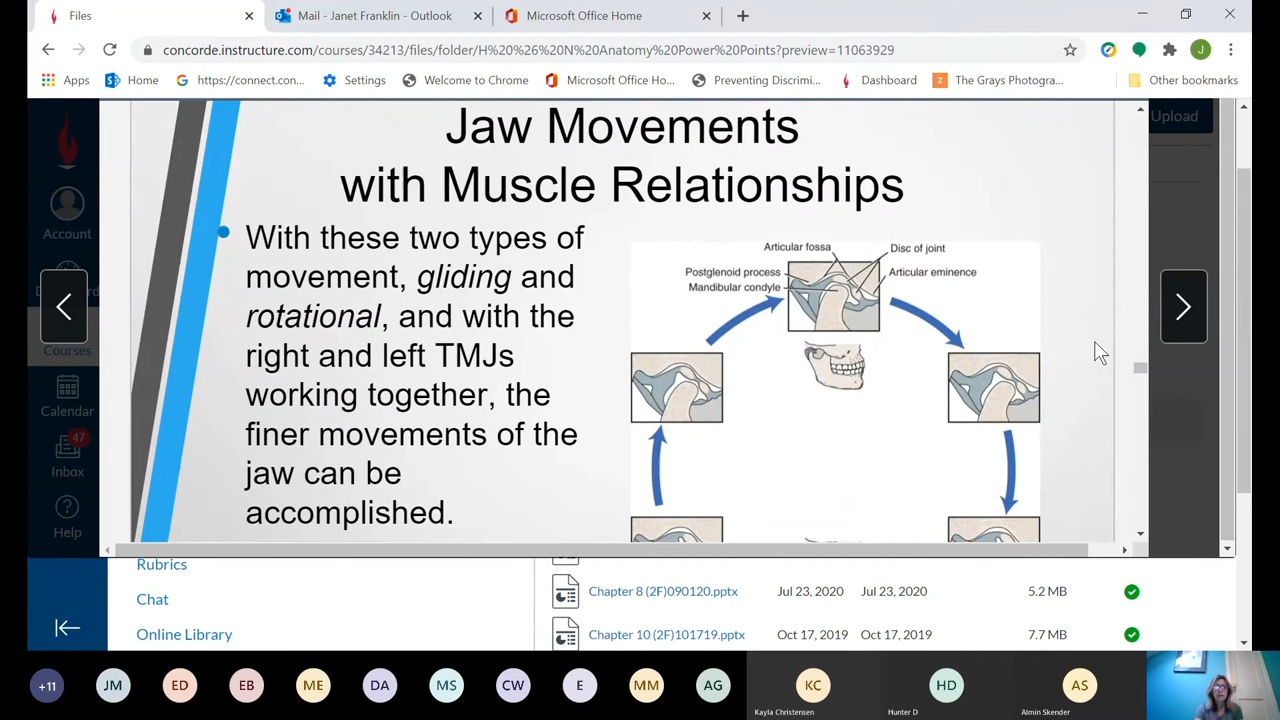 Files
Mail - Janet Franklin - Outlook
Microsoft Office Home
concorde.instructure.com/courses/34213/files/folder/H%20%26%20N%20Anatomy%20Power%20Points?preview=11063929
J
Apps
Home
https://connect.con...
Settings
Welcome to Chrome
Microsoft Office Ho...
Preventing Discrimi...
Dashboard
The Grays Photogra...
Other bookmarks
Upload
Account
Courses
Calendar
47
Inbox
Help
Jaw Movements
with Muscle Relationships
With these two types of
movement, gliding and
rotational, and with the
right and left TMJs
working together, the
finer movements of the
jaw can be
accomplished.
Articular fossa
Disc of joint
Postglenoid process
Articular eminence
Mandibular condyle
Rubrics
Chat
Online Library
Chapter 8 (2F)090120.pptx Jul 23, 2020 Jul 23, 2020 5.2 MB
Chapter 10 (2F)101719.pptx Oct 17, 2019 Oct 17, 2019 7.7 MB
+11 JM ED EB ME DA MS CW E MM AG KC HD AS
Kayla Christensen
Hunter D
Almin Skender